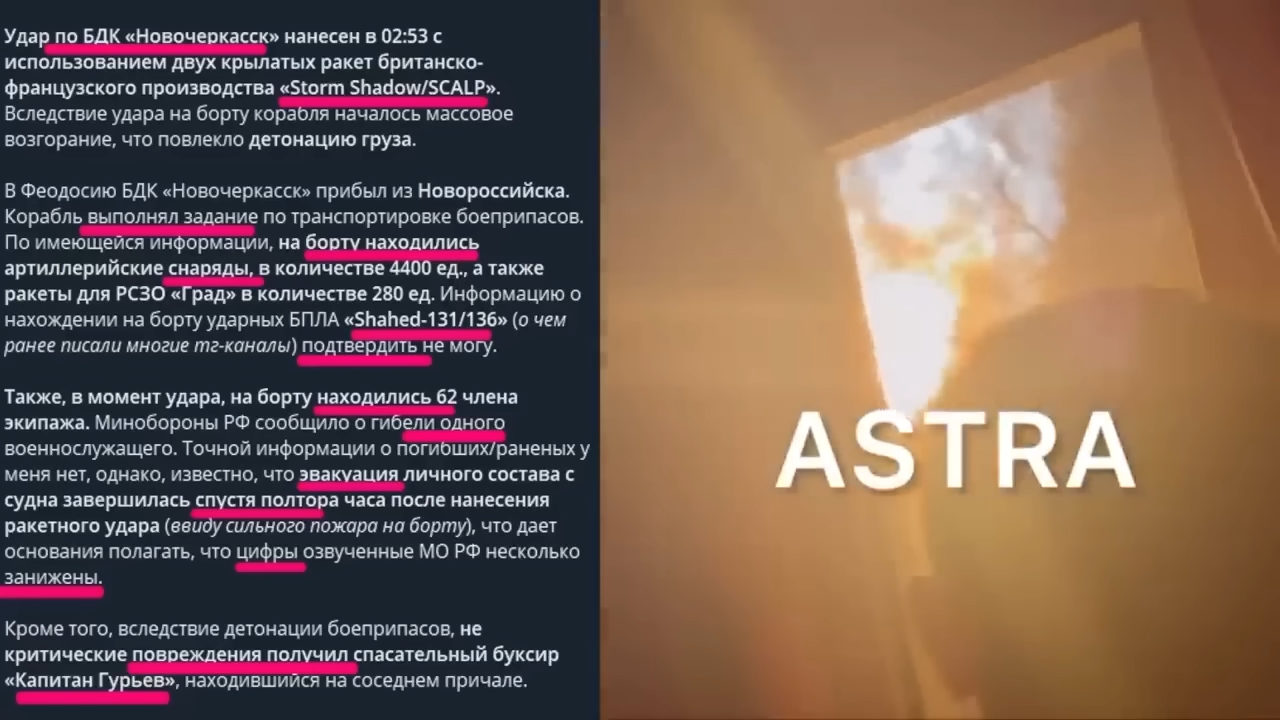 Удар по БДК «Новочеркасск» нанесен в 02:53 с
использованием двух крылатых ракет британско-
французского производства «Storm Shadow/SCALP».
Вследствие удара на борту корабля началось массовое
возгорание, что повлекло детонацию груза.
В Феодосию БДК «Новочеркасск» прибыл из Новороссийска.
Корабль выполнял задание по транспортировке боеприпасов.
По имеющейся информации, на борту находились
артиллерийские снаряды, в количестве 4400 ед., а также
ракеты для РСЗО «Град» в количестве 280 ед. Информацию о
нахождении на борту ударных БПЛА «Shahed-131/136» (о чем
ранее писали многие тг-каналы) подтвердить не могу.
Также, в момент удара, на борту находились 62 члена
экипажа. Минобороны РФ сообщило о гибели одного
военнослужащего. Точной информации о погибших/раненых у
меня нет, однако, известно, что эвакуация личного состава с
судна завершилась спустя полтора часа после нанесения
ракетного удара (ввиду сильного пожара на борту), что дает
основания полагать, что цифры озвученные МО РФ несколько
занижены.
Кроме того, вследствие детонации боеприпасов, не
критические повреждения получил спасательный буксир
«Капитан Гурьев», находившийся на соседнем причале.
ASTRA